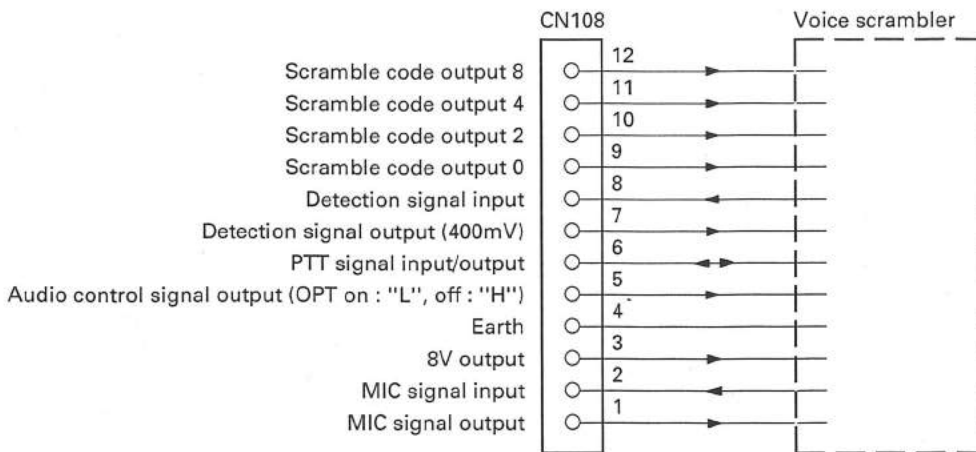 CN108 Voice scrambler
Scramble code output 8 12
Scramble code output 4 11
Scramble code output 2 10
Scramble code output 0 9
Detection signal input 8
Detection signal output (400mV) 7
PTT signal input/output 6
Audio control signal output (OPT on : "L", off : "H") 5
Earth 4
8V output 3
MIC signal input 2
MIC signal output 1